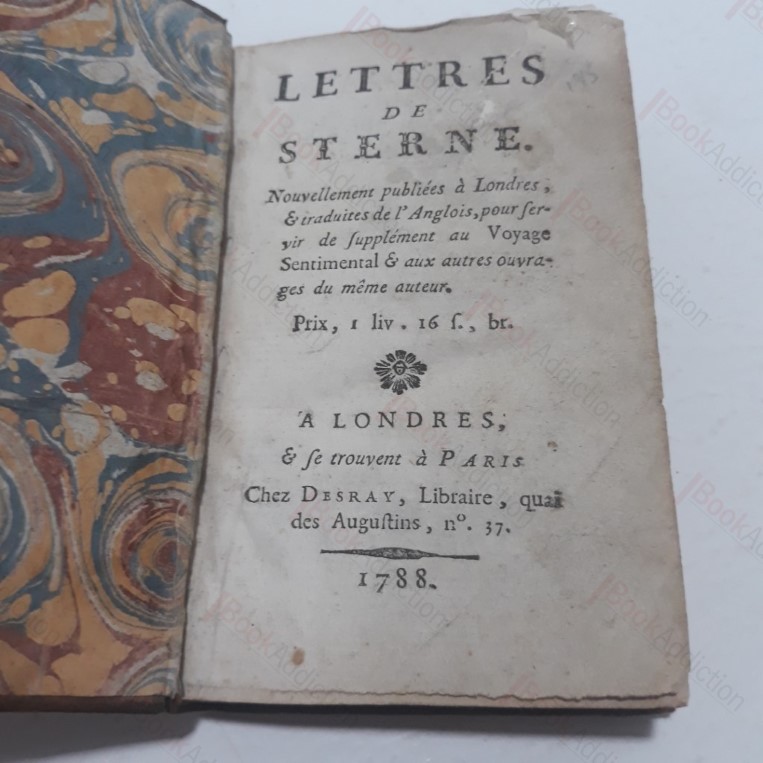 LETTRES
DE
STERNE.
Nouvellement publiées à Londres,
& traduites de l'Anglois, pour ſer-
vir de ſupplément au Voyage
Sentimental & aux autres ouvra-
ges du même auteur.
Prix, 1 liv. 16 ſ., br.
A LONDRES,
& ſe trouvent à PARIS
Chez DESRAY, Libraire, quai
des Auguſtins, nº. 37.
1788.
BookAddiction